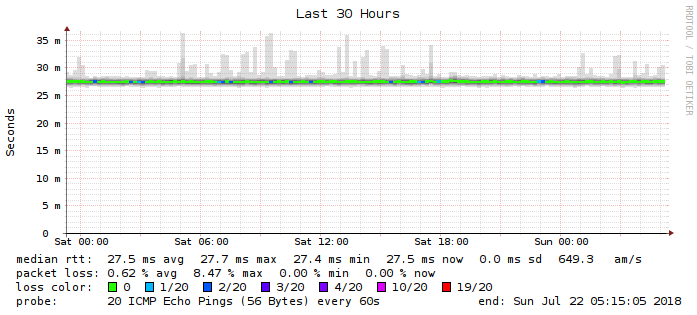 Last 30 Hours
RRDTOOL / TOBI OETIKER
Seconds
35 m
30 m
25 m
20 m
15 m
10 m
5 m
0
Sat 00:00 Sat 06:00 Sat 12:00 Sat 18:00 Sun 00:00
median rtt: 27.5 ms avg 27.7 ms max 27.4 ms min 27.5 ms now 0.0 ms sd 649.3 am/s
packet loss: 0.62 % avg 8.47 % max 0.00 % min 0.00 % now
loss color: 0 1/20 2/20 3/20 4/20 10/20 19/20
probe: 20 ICMP Echo Pings (56 Bytes) every 60s end: Sun Jul 22 05:15:05 2018